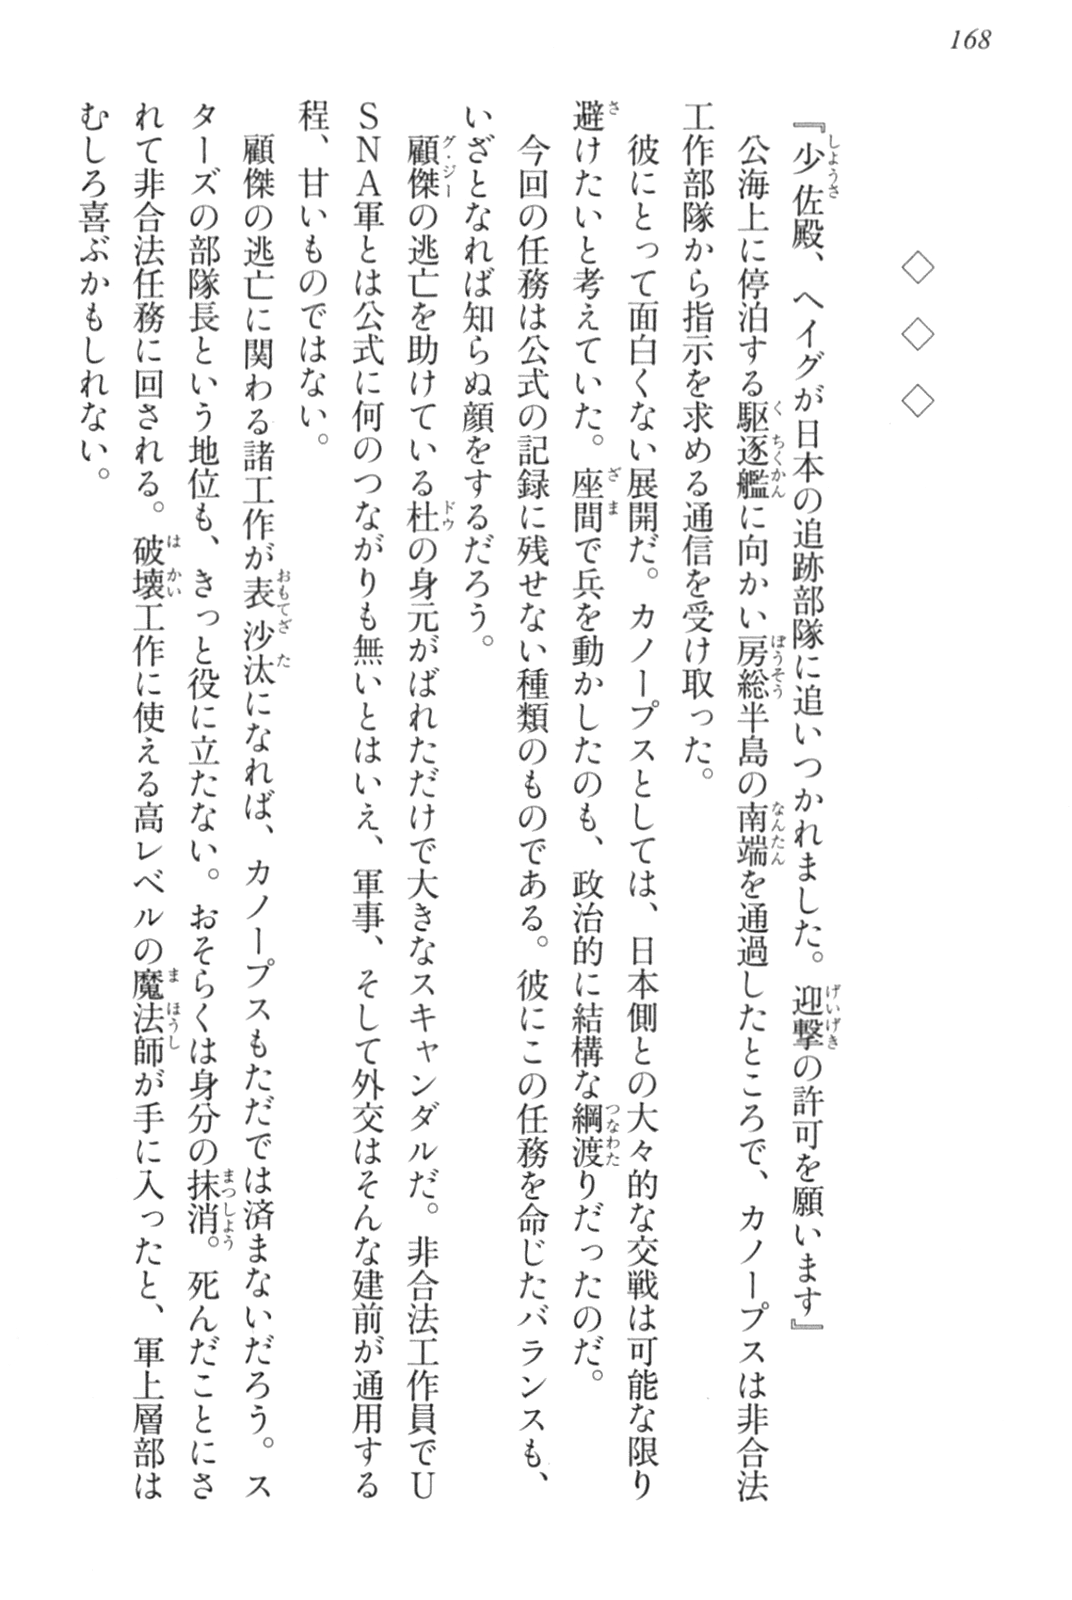 168
◇ ◇ ◇
『少佐殿、ヘイグが日本の追跡部隊に追いつかれました。迎撃の許可を願います』
公海上に停泊する駆逐艦に向かい房総半島の南端を通過したところで、カノープスは非合法
工作部隊から指示を求める通信を受け取った。
彼にとって面白くない展開だ。カノープスとしては、日本側との大々的な交戦は可能な限り
避けたいと考えていた。座間で兵を動かしたのも、政治的に結構な綱渡りだったのだ。
今回の任務は公式の記録に残せない種類のものである。彼にこの任務を命じたバランスも、
いざとなれば知らぬ顔をするだろう。
顧傑の逃亡を助けている杜の身元がばれただけで大きなスキャンダルだ。非合法工作員でU
SNA軍とは公式に何のつながりも無いとはいえ、軍事、そして外交はそんな建前が通用する
程、甘いものではない。
顧傑の逃亡に関わる諸工作が表沙汰になれば、カノープスもただでは済まないだろう。ス
ターズの部隊長という地位も、きっと役に立たない。おそらくは身分の抹消。死んだことにさ
れて非合法任務に回される。破壊工作に使える高レベルの魔法師が手に入ったと、軍上層部は
むしろ喜ぶかもしれない。